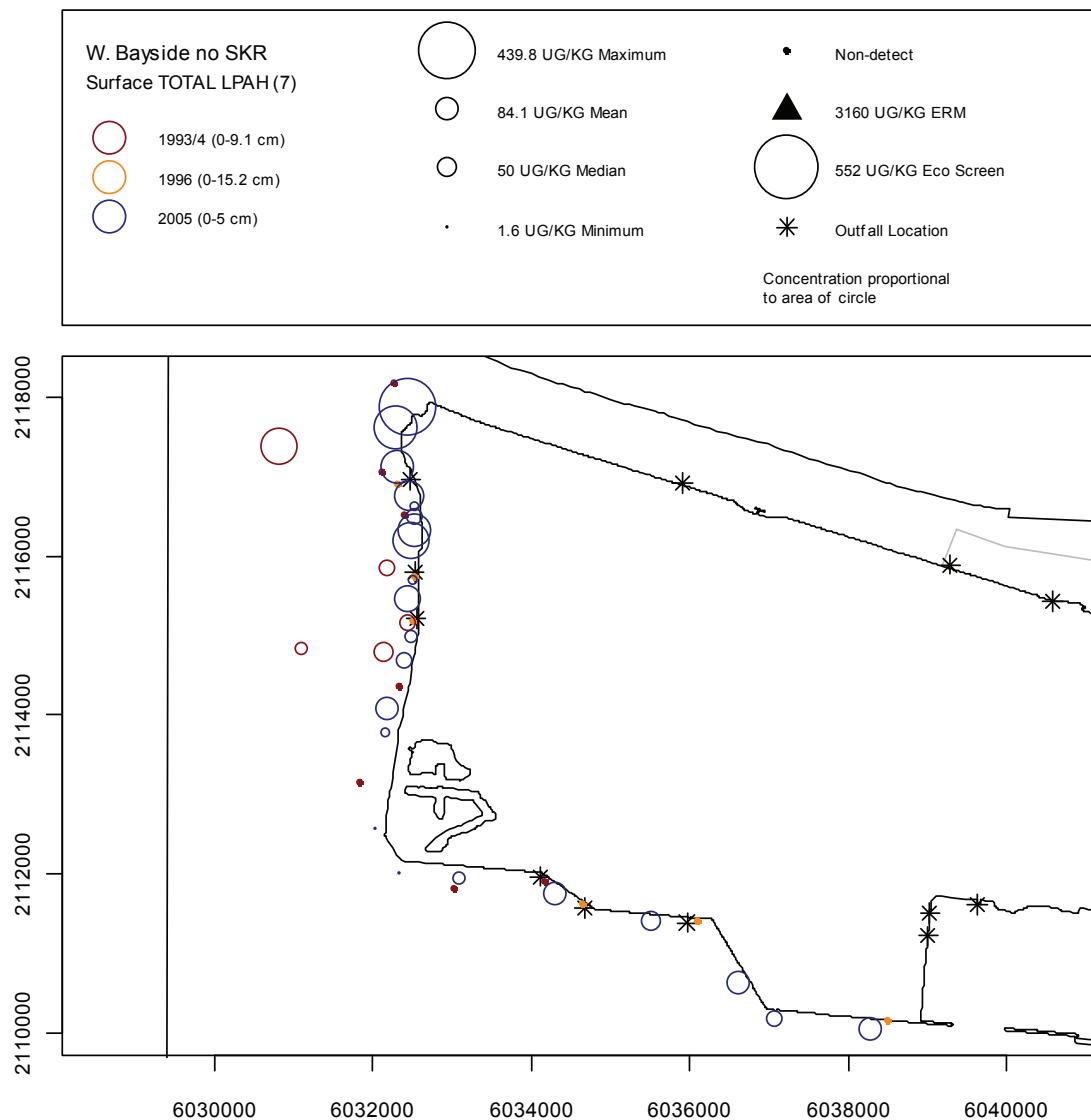 W. Bayside no SKR
Surface TOTAL LPAH (7)
1993/4 (0-9.1 cm)
1996 (0-15.2 cm)
2005 (0-5 cm)
439.8 UG/KG Maximum
84.1 UG/KG Mean
50 UG/KG Median
1.6 UG/KG Minimum
Non-detect
3160 UG/KG ERM
552 UG/KG Eco Screen
Outfall Location
Concentration proportional
to area of circle
2118000
2116000
2114000
2112000
2110000
6030000
6032000
6034000
6036000
6038000
6040000